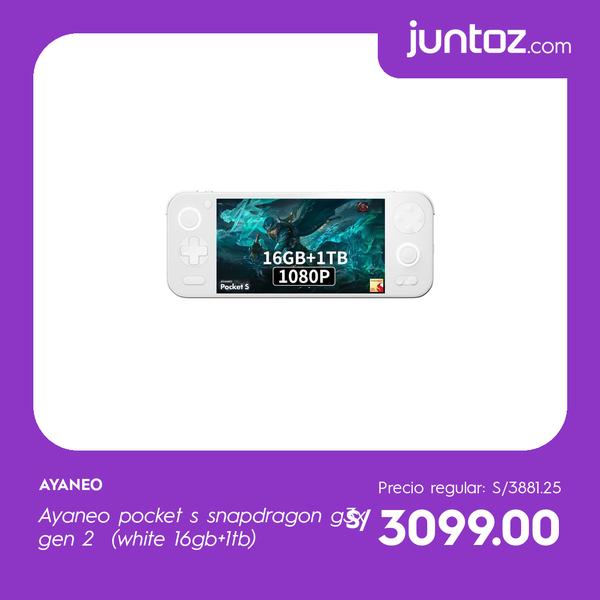 juntoz.com
16GB+1TB
1080P
Pocket S
AYANEO
Precio regular: S/3881.25
Ayaneo pocket s snapdragon g3x
S/ 3099.00
gen 2 (white 16gb+1tb)